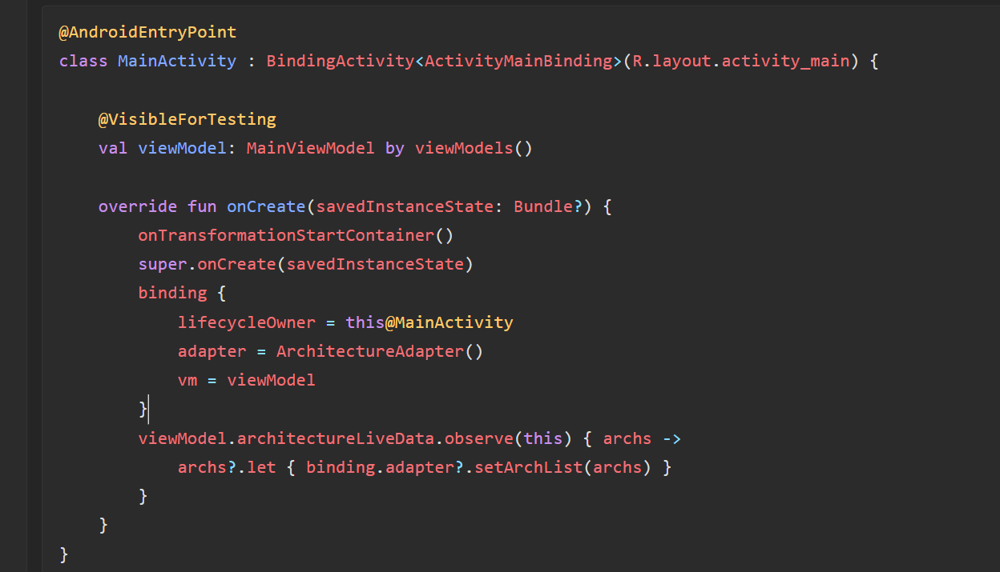 @AndroidEntryPoint
class MainActivity : BindingActivity<ActivityMainBinding>(R.layout.activity_main) {
@VisibleForTesting
val viewModel: MainViewModel by viewModels()
override fun onCreate(savedInstanceState: Bundle?) {
onTransformationStartContainer()
super.onCreate(savedInstanceState)
binding {
lifecycleOwner = this@MainActivity
adapter = ArchitectureAdapter()
vm = viewModel
}
viewModel.architectureLiveData.observe(this) { archs ->
archs?.let { binding.adapter?.setArchList(archs) }
}
}
}